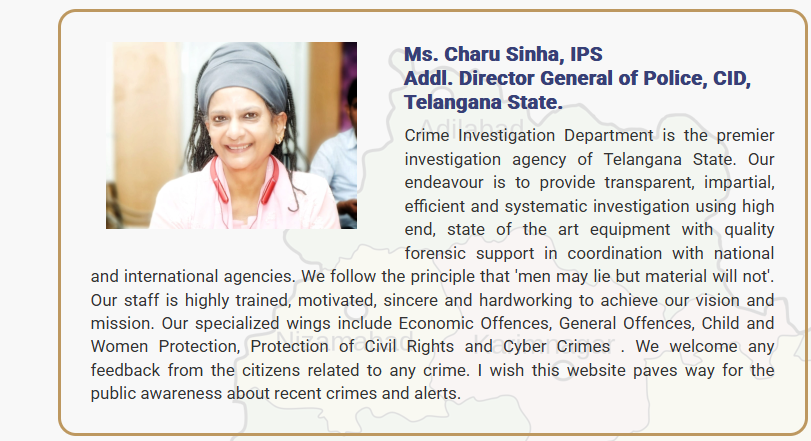 Ms. Charu Sinha, IPS
Addl. Director General of Police, CID,
Telangana State.
Adilabad
Crime Investigation Department is the premier
investigation agency of Telangana State. Our
endeavour is to provide transparent, impartial,
efficient and systematic investigation using high
end, state of the art equipment with quality
forensic support in coordination with national
and international agencies. We follow the principle that 'men may lie but material will not'.
Our staff is highly trained, motivated, sincere and hardworking to achieve our vision and
mission. Our specialized wings include Economic Offences, General Offences, Child and
Women Protection, Protection of Civil Rights and Cyber Crimes . We welcome any
Nizamabad Karimnagar
feedback from the citizens related to any crime. I wish this website paves way for the
public awareness about recent crimes and alerts.